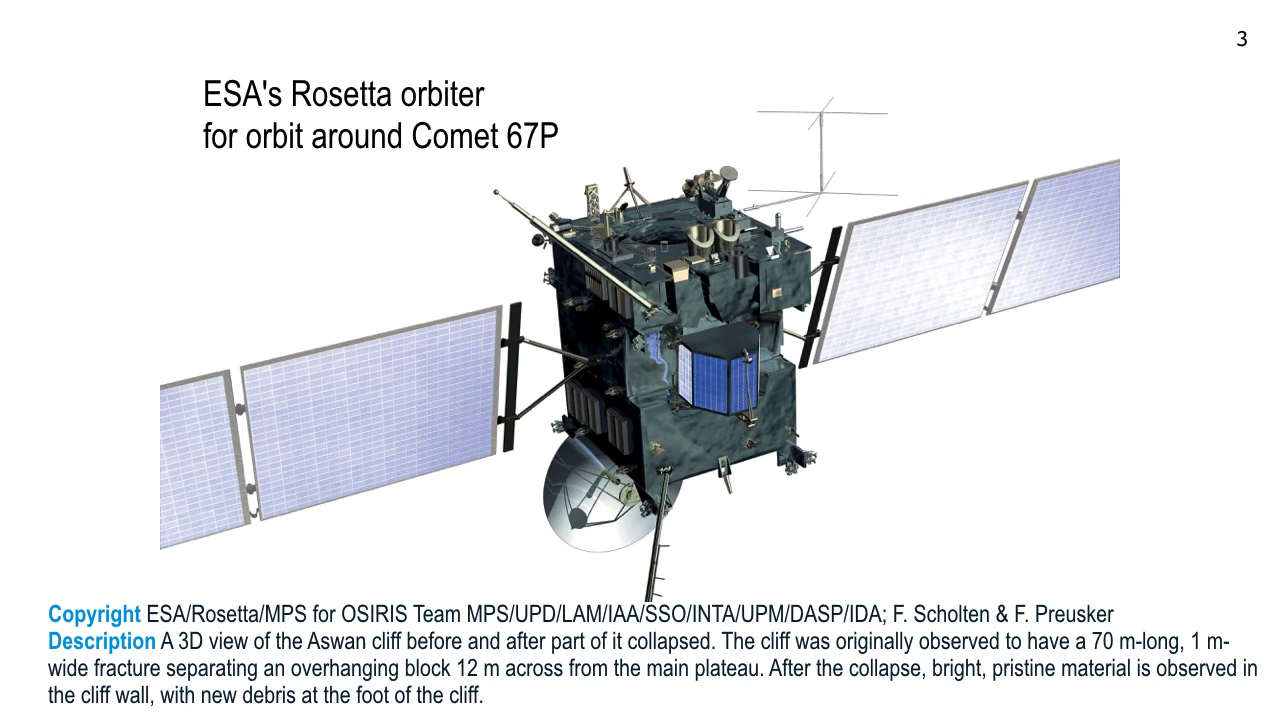 3
ESA's Rosetta orbiter
for orbit around Comet 67P
Copyright ESA/Rosetta/MPS for OSIRIS Team MPS/UPD/LAM/IAA/SSO/INTA/UPM/DASP/IDA; F. Scholten & F. Preusker
Description A 3D view of the Aswan cliff before and after part of it collapsed. The cliff was originally observed to have a 70 m-long, 1 m-
wide fracture separating an overhanging block 12 m across from the main plateau. After the collapse, bright, pristine material is observed in
the cliff wall, with new debris at the foot of the cliff.